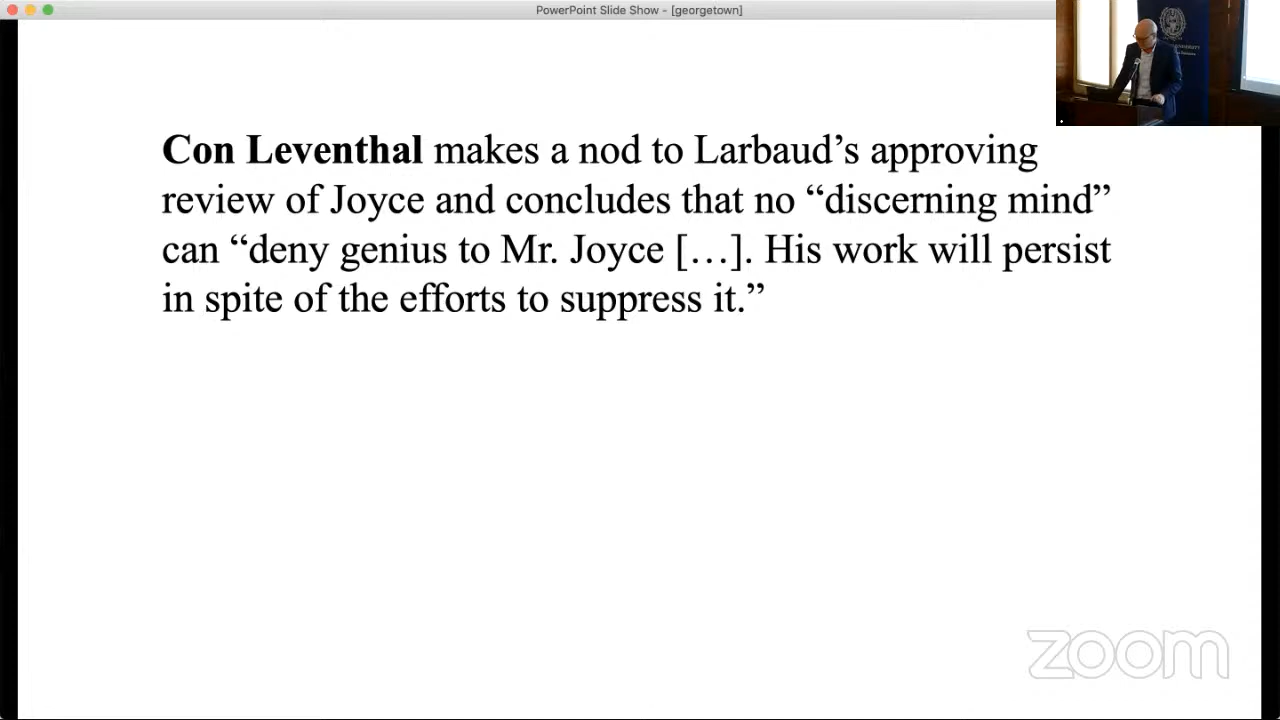 PowerPoint Slide Show - [georgetown]
Con Leventhal makes a nod to Larbaud’s approving
review of Joyce and concludes that no “discerning mind”
can “deny genius to Mr. Joyce […]. His work will persist
in spite of the efforts to suppress it.”
zoom